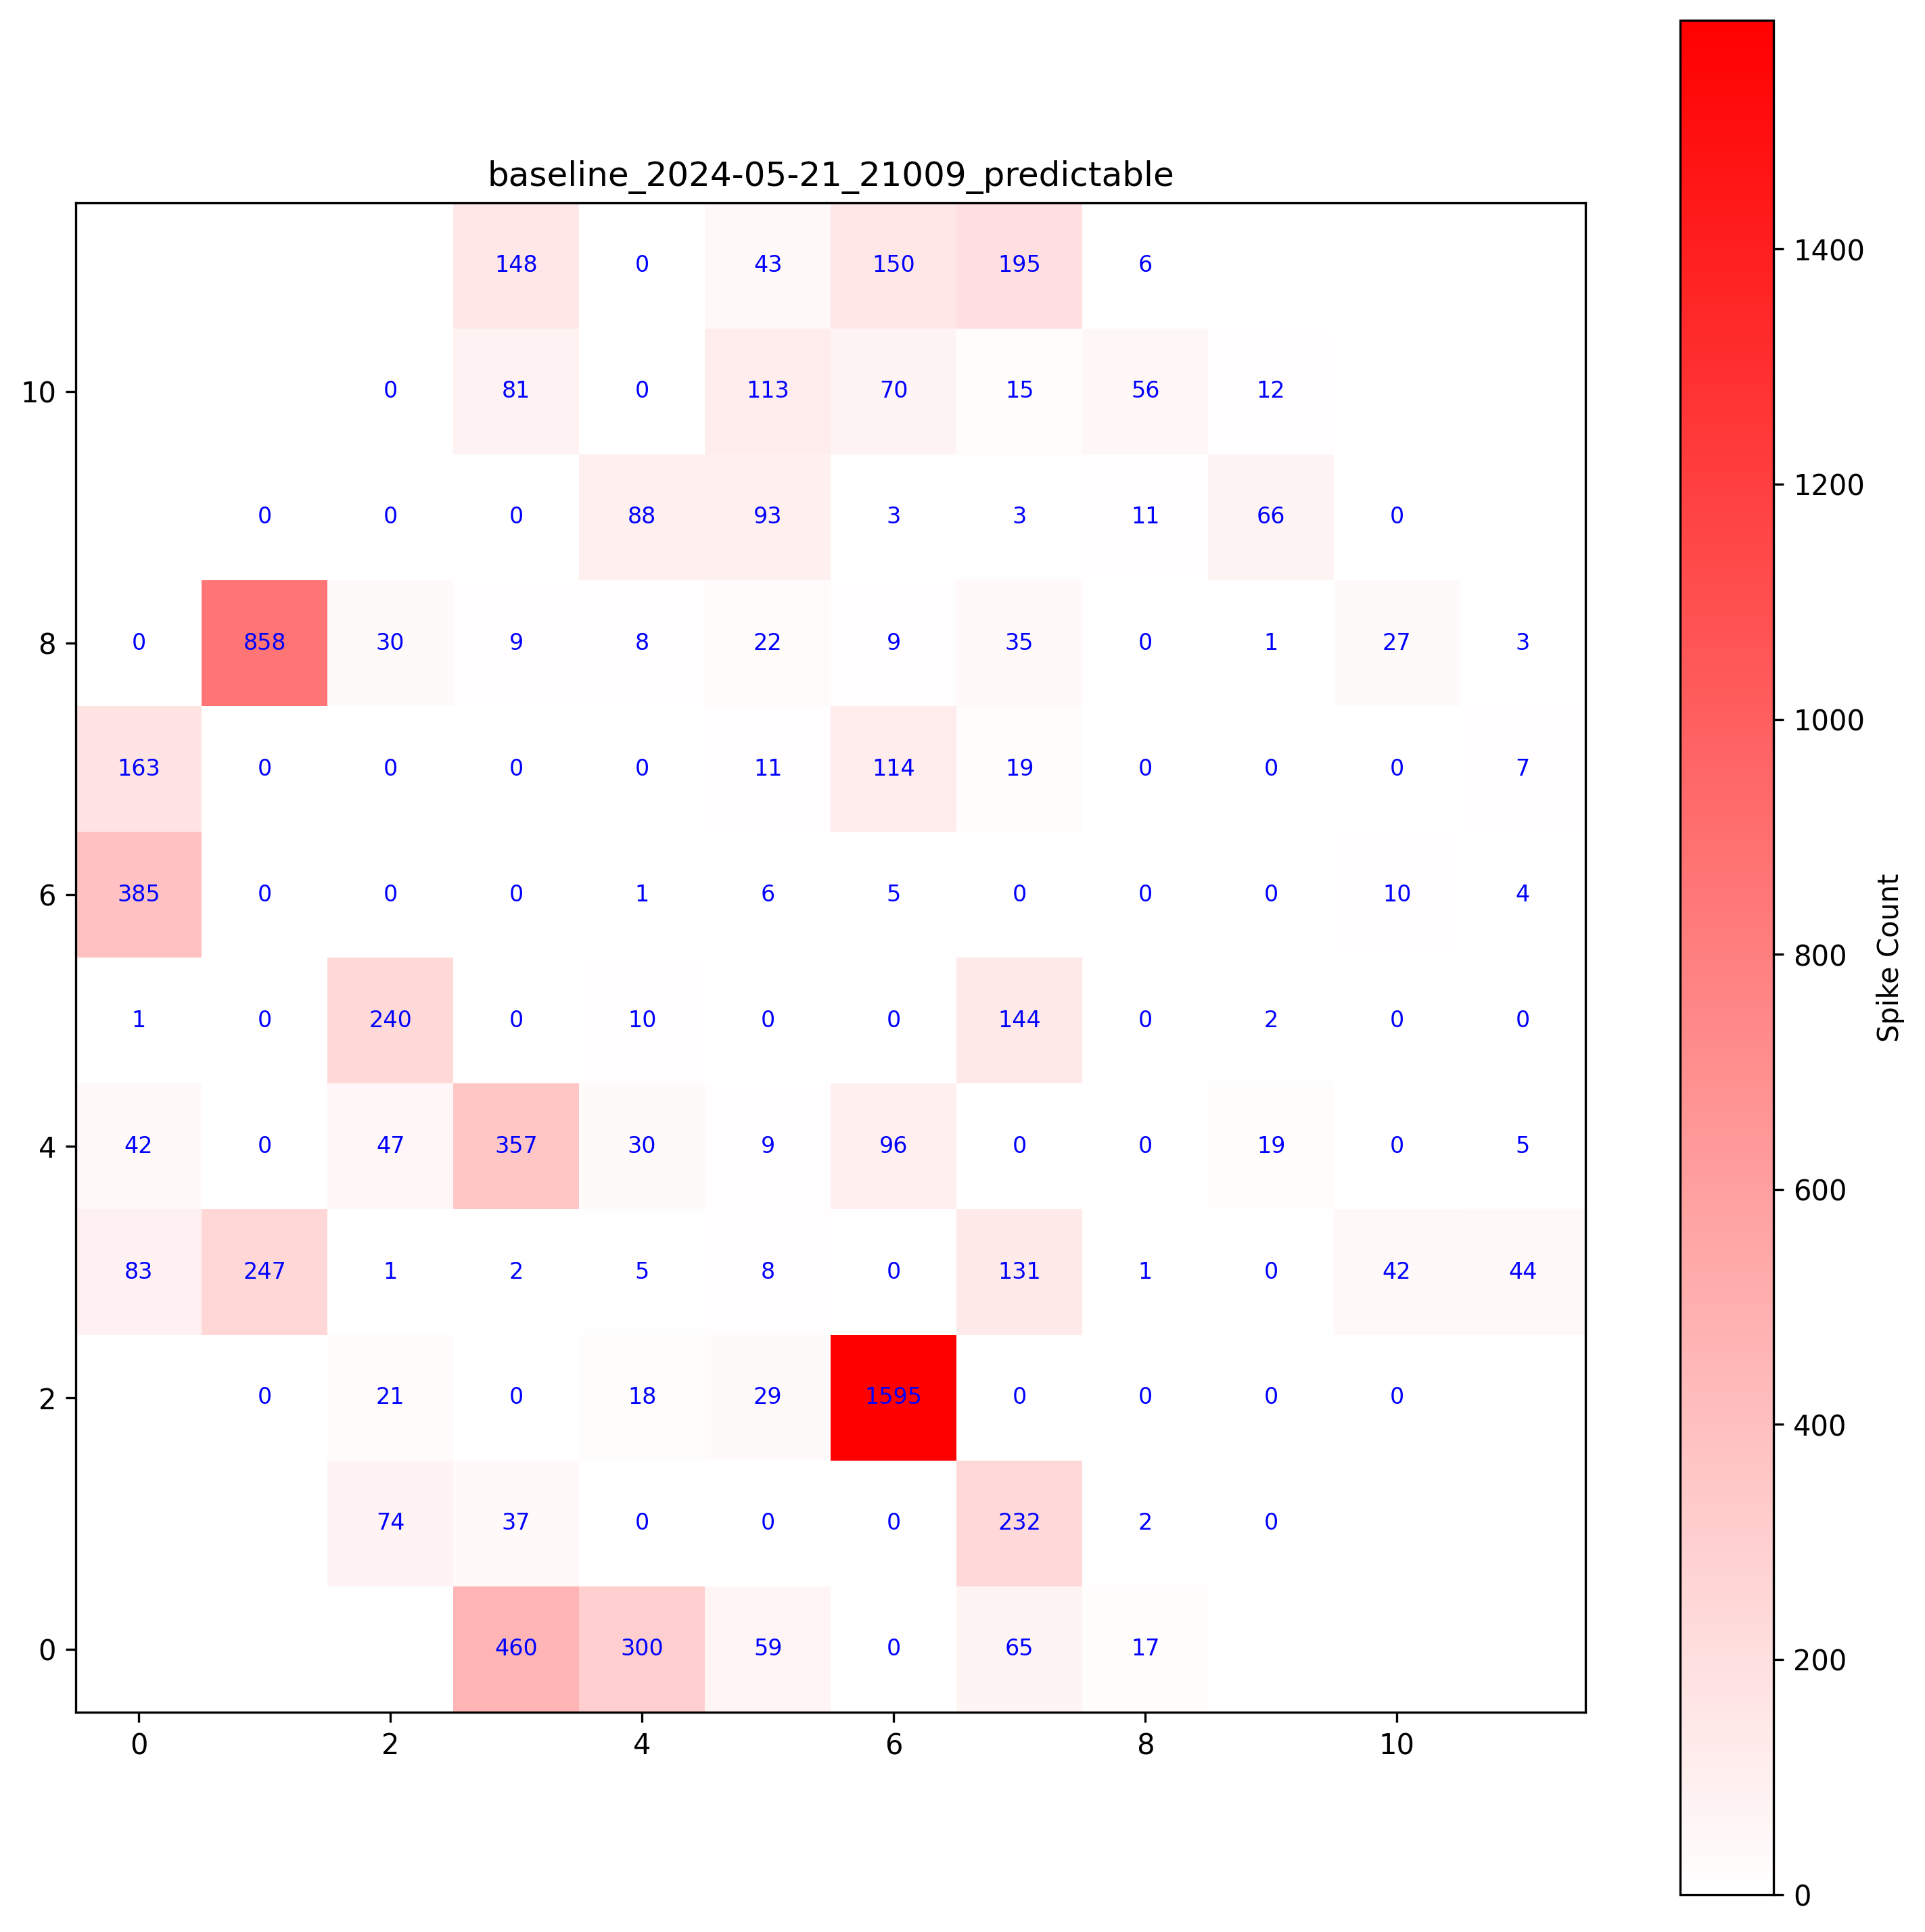 baseline_2024-05-21_21009_predictable
148 0 43 150 195 6
10 0 81 0 113 70 15 56 12
0 0 0 88 93 3 3 11 66 0
8 0 858 30 9 8 22 9 35 0 1 27 3
163 0 0 0 0 11 114 19 0 0 0 7
6 385 0 0 0 1 6 5 0 0 0 10 4
1 0 240 0 10 0 0 144 0 2 0 0
4 42 0 47 357 30 9 96 0 0 19 0 5
83 247 1 2 5 8 0 131 1 0 42 44
2 0 21 0 18 29 1595 0 0 0 0
74 37 0 0 0 232 2 0
0 460 300 59 0 65 17
0 2 4 6 8 10
1400
1200
1000
800
600
400
200
0
Spike Count